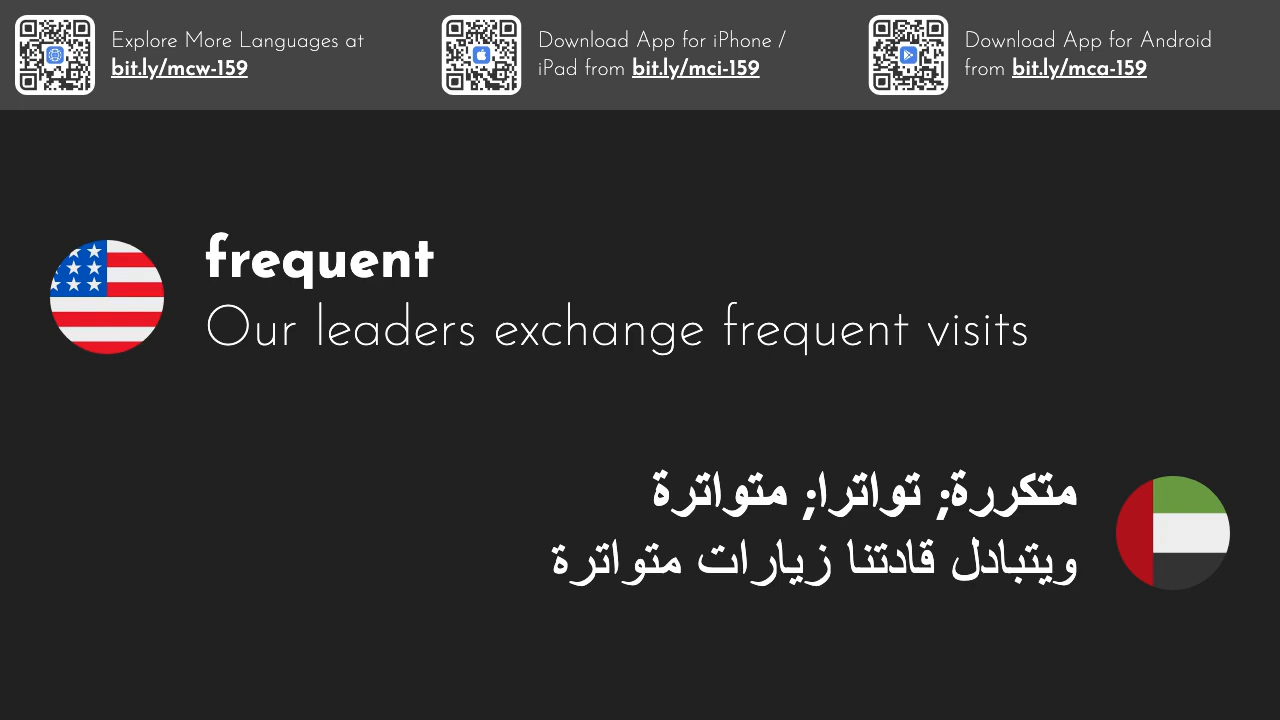 Explore More Languages at
bit.ly/mcw-159
Download App for iPhone /
iPad from bit.ly/mci-159
Download App for Android
from bit.ly/mca-159
frequent
Our leaders exchange frequent visits
متكررة; تواترا; متواترة
ويتبادل قادتنا زيارات متواترة